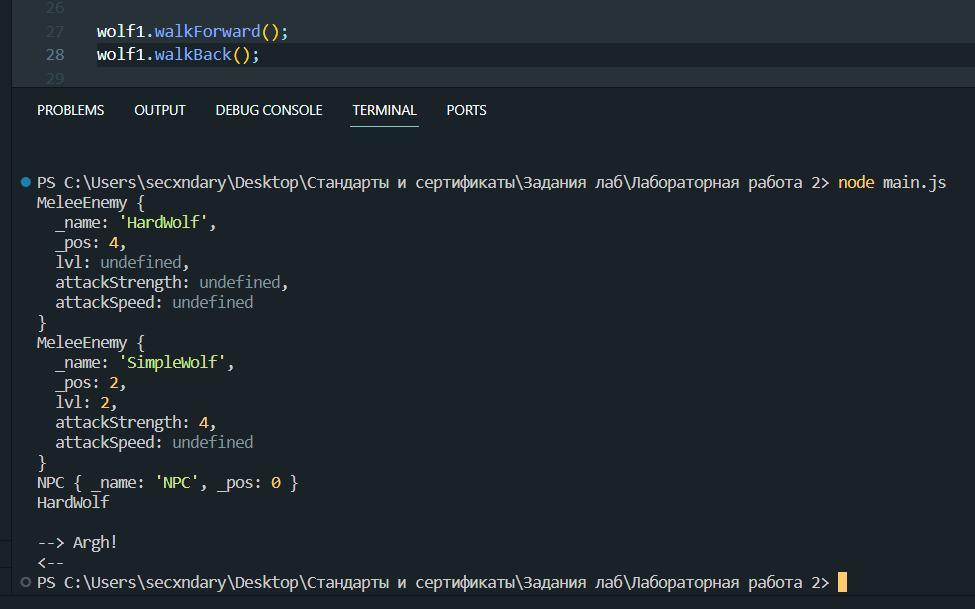 26
27 wolf1.walkForward();
28 wolf1.walkBack();
29
PROBLEMS OUTPUT DEBUG CONSOLE TERMINAL PORTS
PS C:\Users\secxndary\Desktop\Стандарты и сертификаты\Задания лаб\Лабораторная работа 2> node main.js
MeleeEnemy {
  _name: 'HardWolf',
  _pos: 4,
  lvl: undefined,
  attackStrength: undefined,
  attackSpeed: undefined
}
MeleeEnemy {
  _name: 'SimpleWolf',
  _pos: 2,
  lvl: 2,
  attackStrength: 4,
  attackSpeed: undefined
}
NPC { _name: 'NPC', _pos: 0 }
HardWolf
--> Argh!
<--
PS C:\Users\secxndary\Desktop\Стандарты и сертификаты\Задания лаб\Лабораторная работа 2>